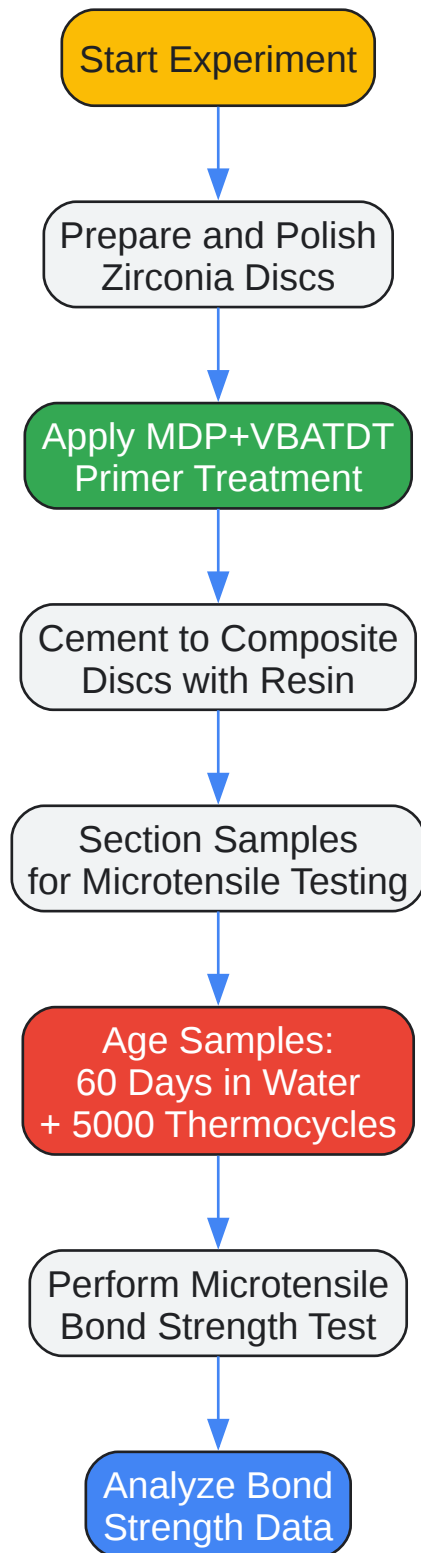 Start Experiment
Prepare and Polish
Zirconia Discs
Apply MDP+VBATDT
Primer Treatment
Cement to Composite
Discs with Resin
Section Samples
for Microtensile Testing
Age Samples:
60 Days in Water
+ 5000 Thermocycles
Perform Microtensile
Bond Strength Test
Analyze Bond
Strength Data